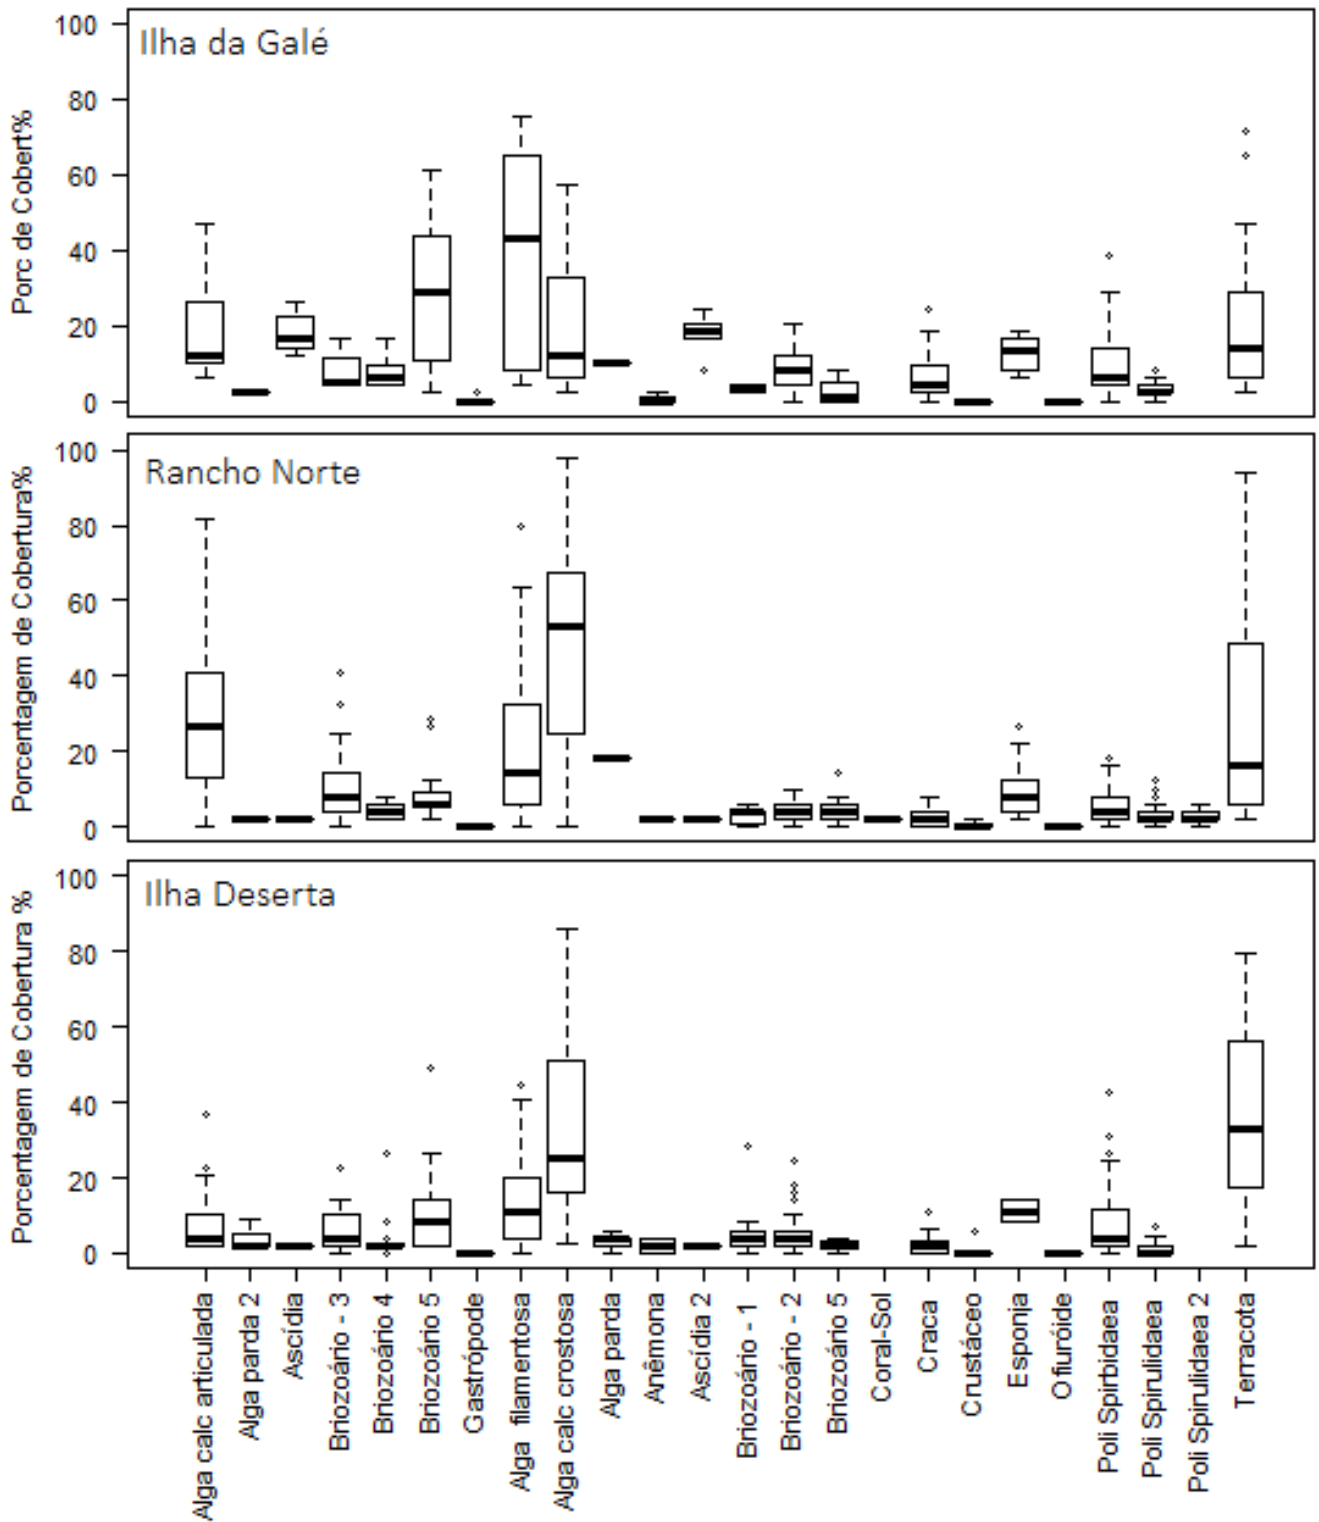 Ilha da Galé
Porc de Cobert%
100
80
60
40
20
0
Rancho Norte
Porcentagem de Cobertura%
100
80
60
40
20
0
Ilha Deserta
Porcentagem de Cobertura %
100
80
60
40
20
0
Alga calc articulada
Alga parda 2
Ascídia
Briozoário - 3
Briozoário 4
Briozoário 5
Gastrópode
Alga filamentosa
Alga calc crostosa
Alga parda
Anêmona
Ascídia 2
Briozoário - 1
Briozoário - 2
Briozoário 5
Coral-Sol
Craca
Crustáceo
Esponja
Ofiuróide
Poli Spirbidaea
Poli Spirulidaea
Poli Spirulidaea 2
Terracota